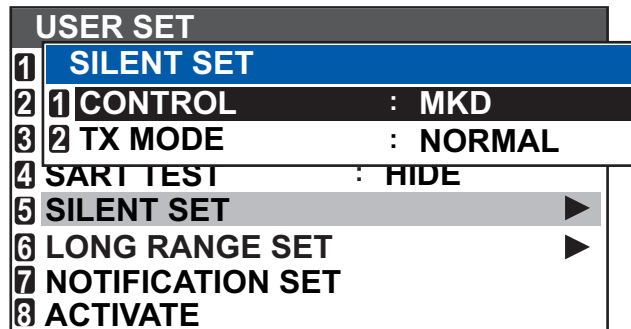 USER SET
1
SILENT SET
2 1 CONTROL : MKD
3 2 TX MODE : NORMAL
4 SART TEST : HIDE
5 SILENT SET ▶
6 LONG RANGE SET ▶
7 NOTIFICATION SET
8 ACTIVATE